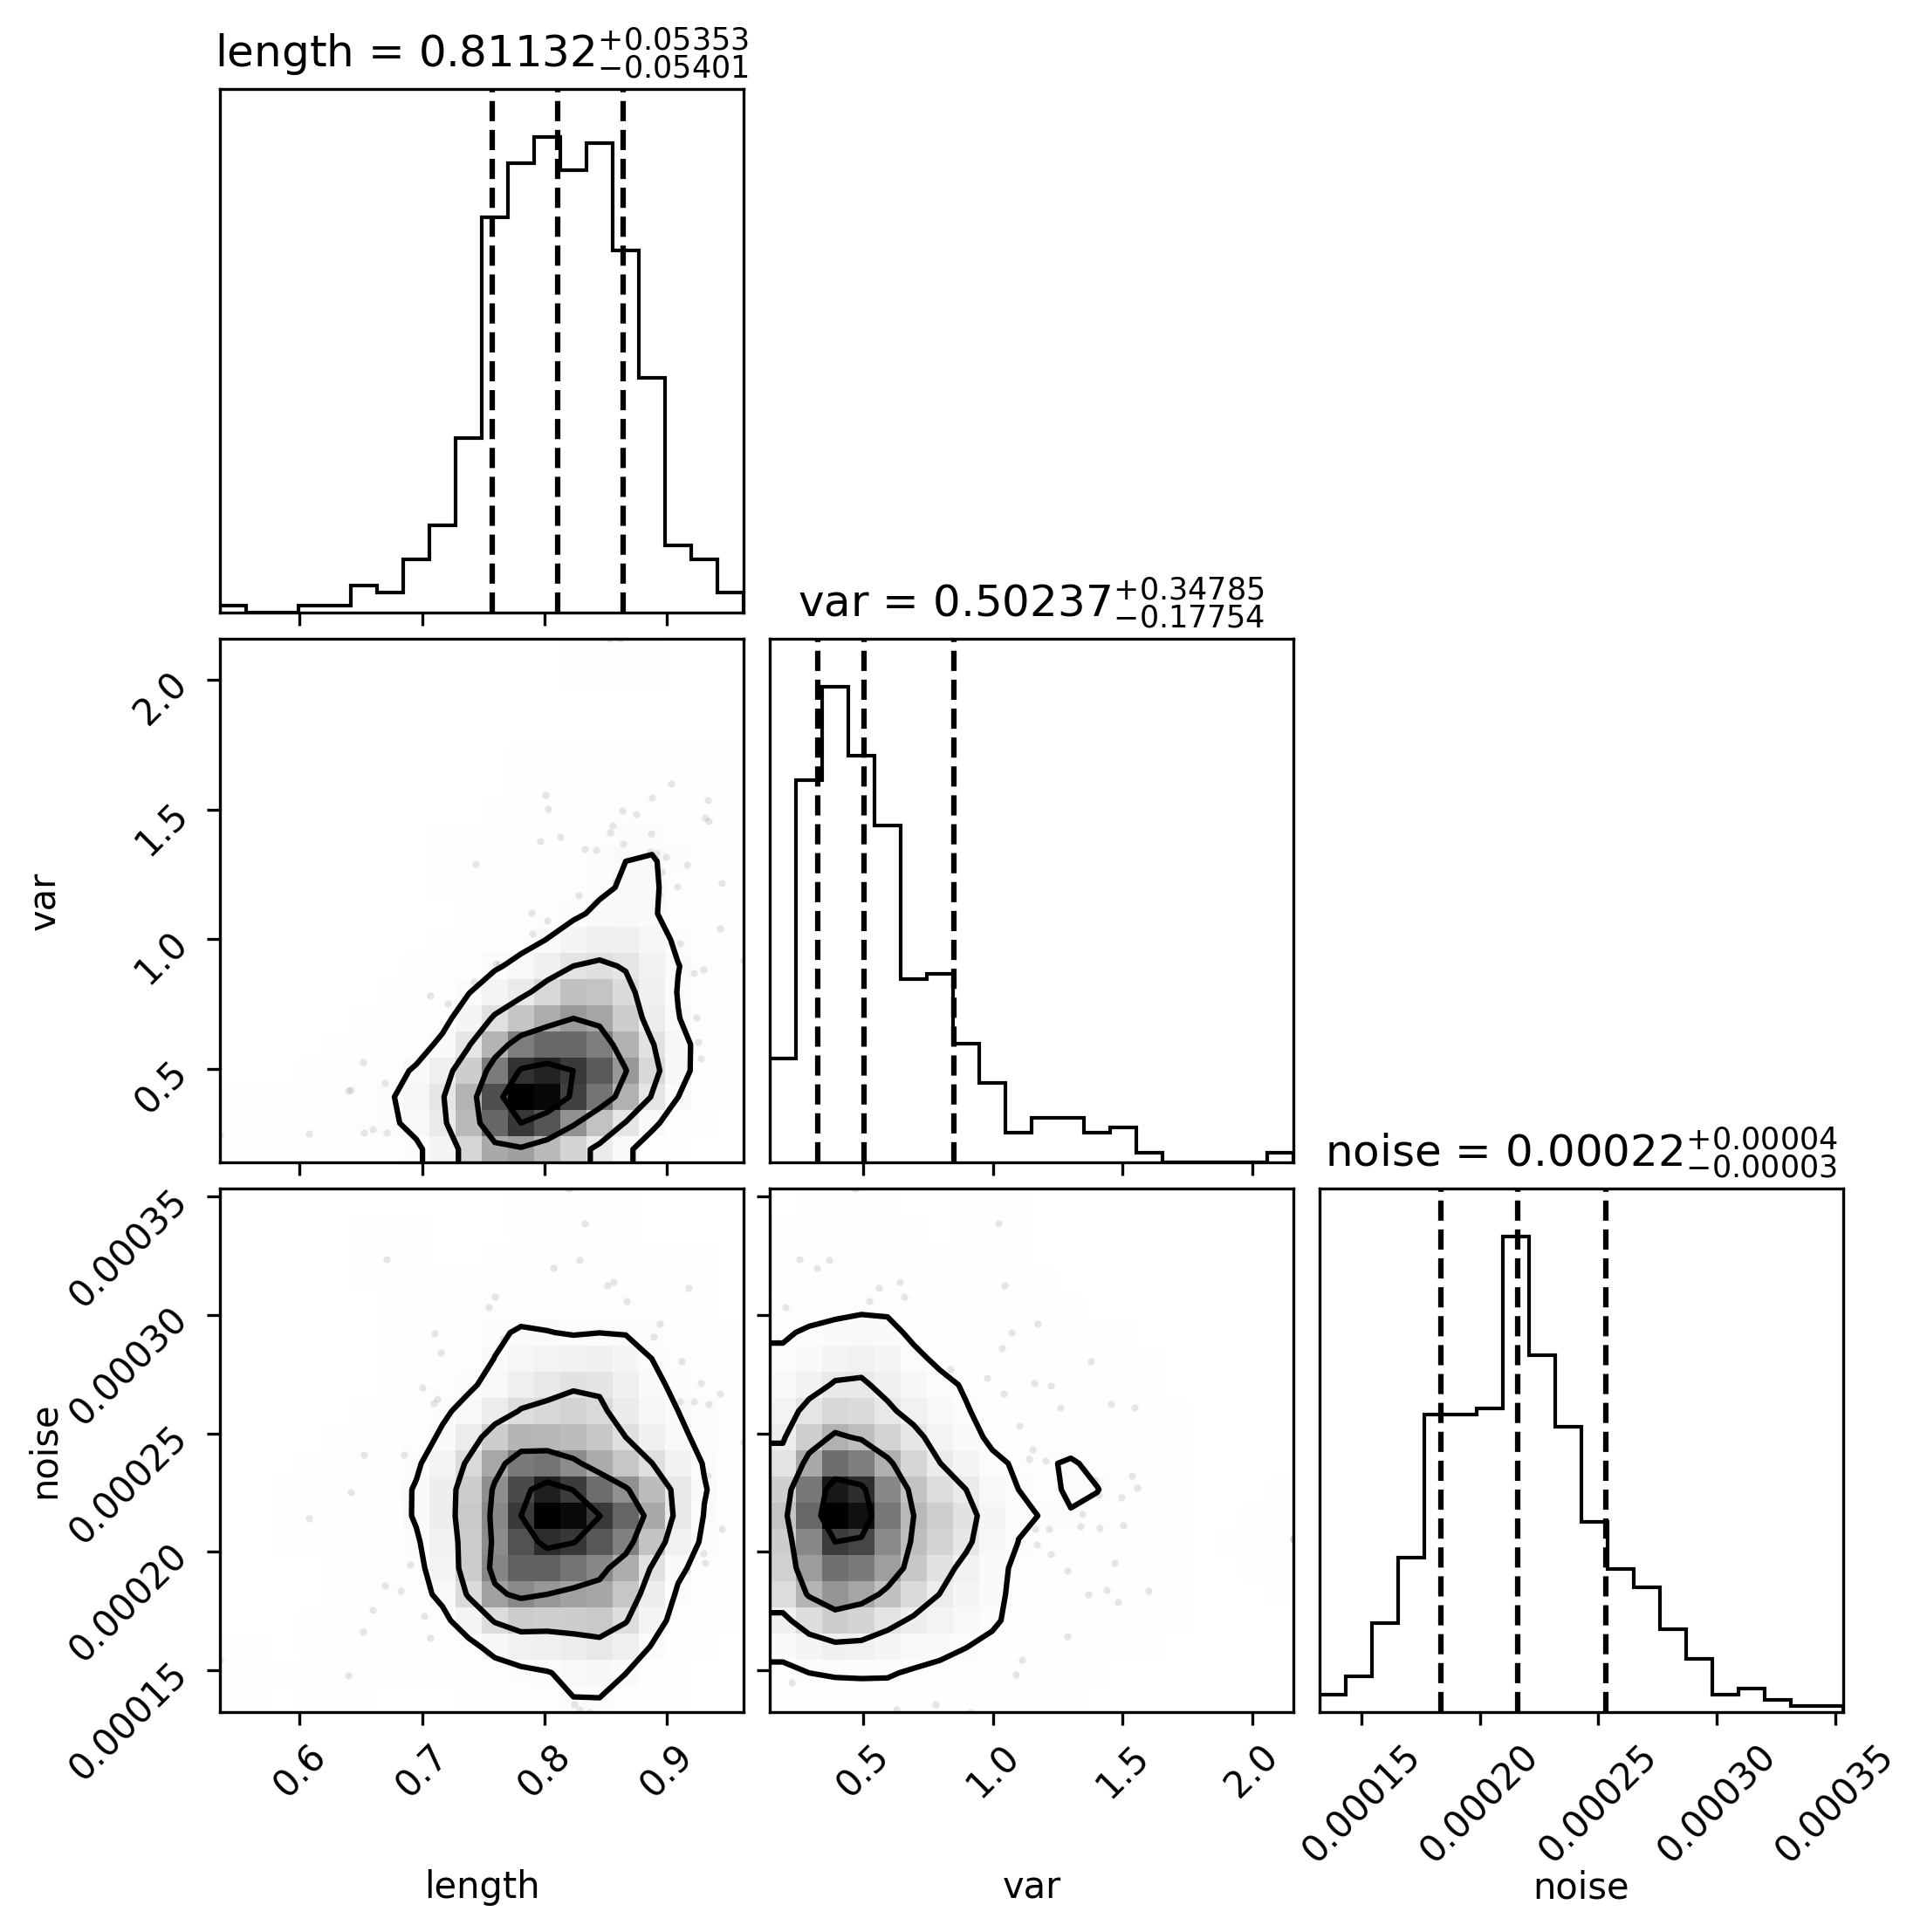 length = 0.81132 +0.05353 −0.05401
var = 0.50237 +0.34785 −0.17754
var
2.0
1.5
1.0
0.5
noise = 0.00022 +0.00004 −0.00003
noise
0.00035
0.00030
0.00025
0.00020
0.00015
0.6 0.7 0.8 0.9
0.5 1.0 1.5 2.0
0.00015 0.00020 0.00025 0.00030 0.00035
length
var
noise